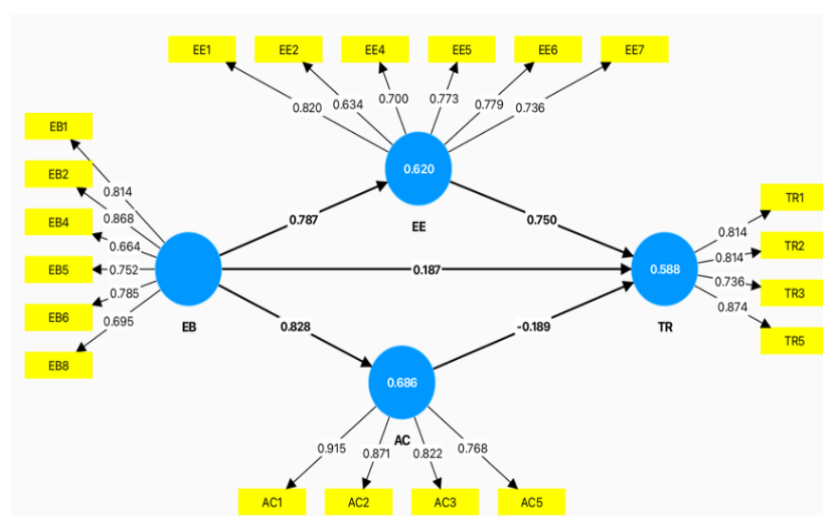 EE1 EE2 EE4 EE5 EE6 EE7
0.820 0.634 0.700 0.773 0.779 0.736
EB1
EB2
EB4
EB5
EB6
EB8
0.814
0.868
0.664
0.752
0.785
0.695
EB
0.620
EE
0.787
0.750
0.187
0.828
-0.189
0.686
AC
0.588
TR
0.814
0.814
0.736
0.874
TR1
TR2
TR3
TR5
0.915 0.871 0.822 0.768
AC1 AC2 AC3 AC5